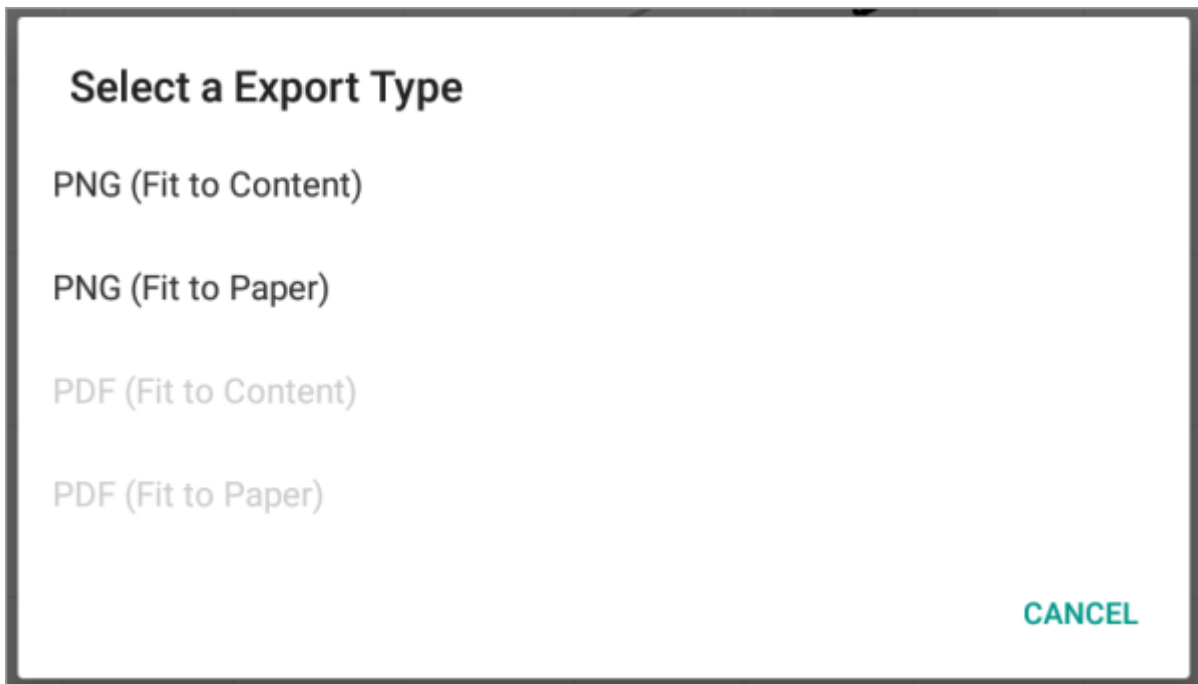 Select a Export Type
PNG (Fit to Content)
PNG (Fit to Paper)
PDF (Fit to Content)
PDF (Fit to Paper)
CANCEL